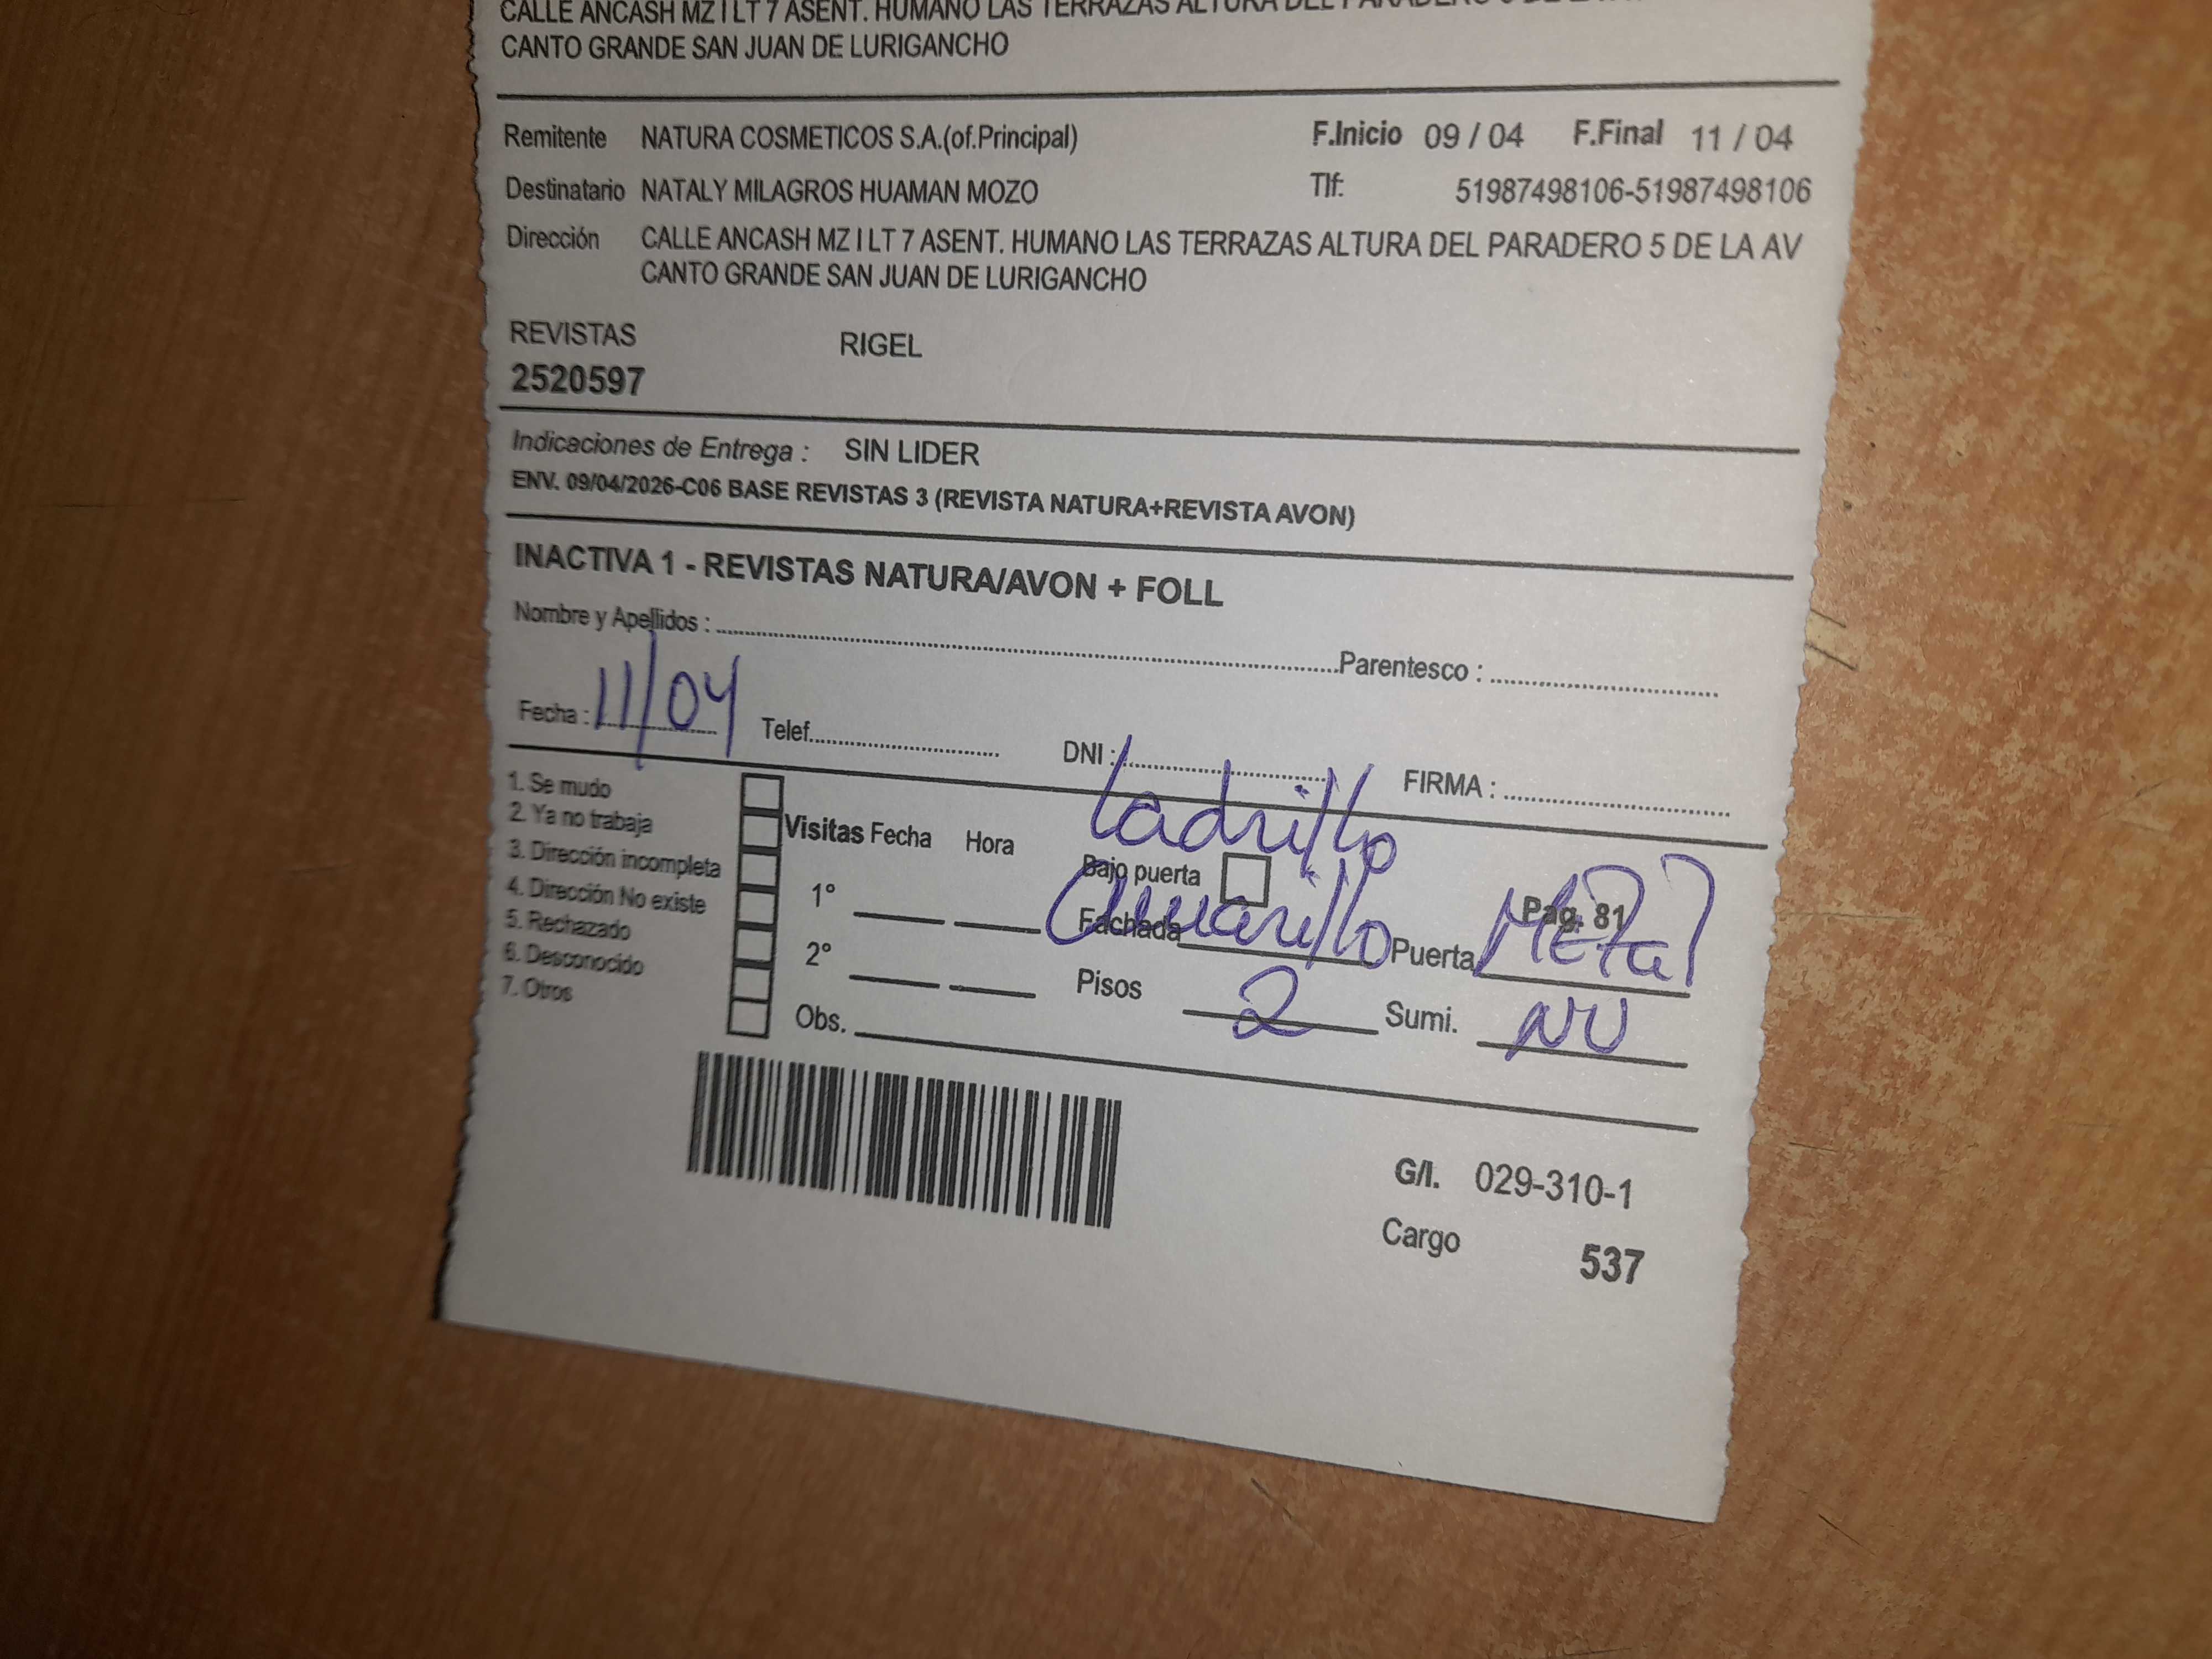 CALLE ANCASH MZ I LT 7 ASENT. HUMANO LAS TERRAZAS ALTURA DEL PARADERO 5 DE LA
CANTO GRANDE SAN JUAN DE LURIGANCHO
Remitente NATURA COSMETICOS S.A.(of.Principal) F.Inicio 09 / 04 F.Final 11 / 04
Destinatario NATALY MILAGROS HUAMAN MOZO Tlf: 51987498106-51987498106
Dirección CALLE ANCASH MZ I LT 7 ASENT. HUMANO LAS TERRAZAS ALTURA DEL PARADERO 5 DE LA AV
CANTO GRANDE SAN JUAN DE LURIGANCHO
REVISTAS RIGEL
2520597
Indicaciones de Entrega : SIN LIDER
ENV. 09/04/2026-C06 BASE REVISTAS 3 (REVISTA NATURA+REVISTA AVON)
INACTIVA 1 - REVISTAS NATURA/AVON + FOLL
Nombre y Apellidos : Parentesco :
Fecha : 11/04 Telef. DNI : FIRMA :
1. Se mudo
2. Ya no trabaja
3. Dirección incompleta
4. Dirección No existe
5. Rechazado
6. Desconocido
7. Otros
Visitas Fecha Hora
1°
2°
Obs.
Ladrillo
Bajo puerta
Fachada Amarillo Puerta Metal
Pag. 81
Pisos 2 Sumi. NU
G/I. 029-310-1
Cargo 537